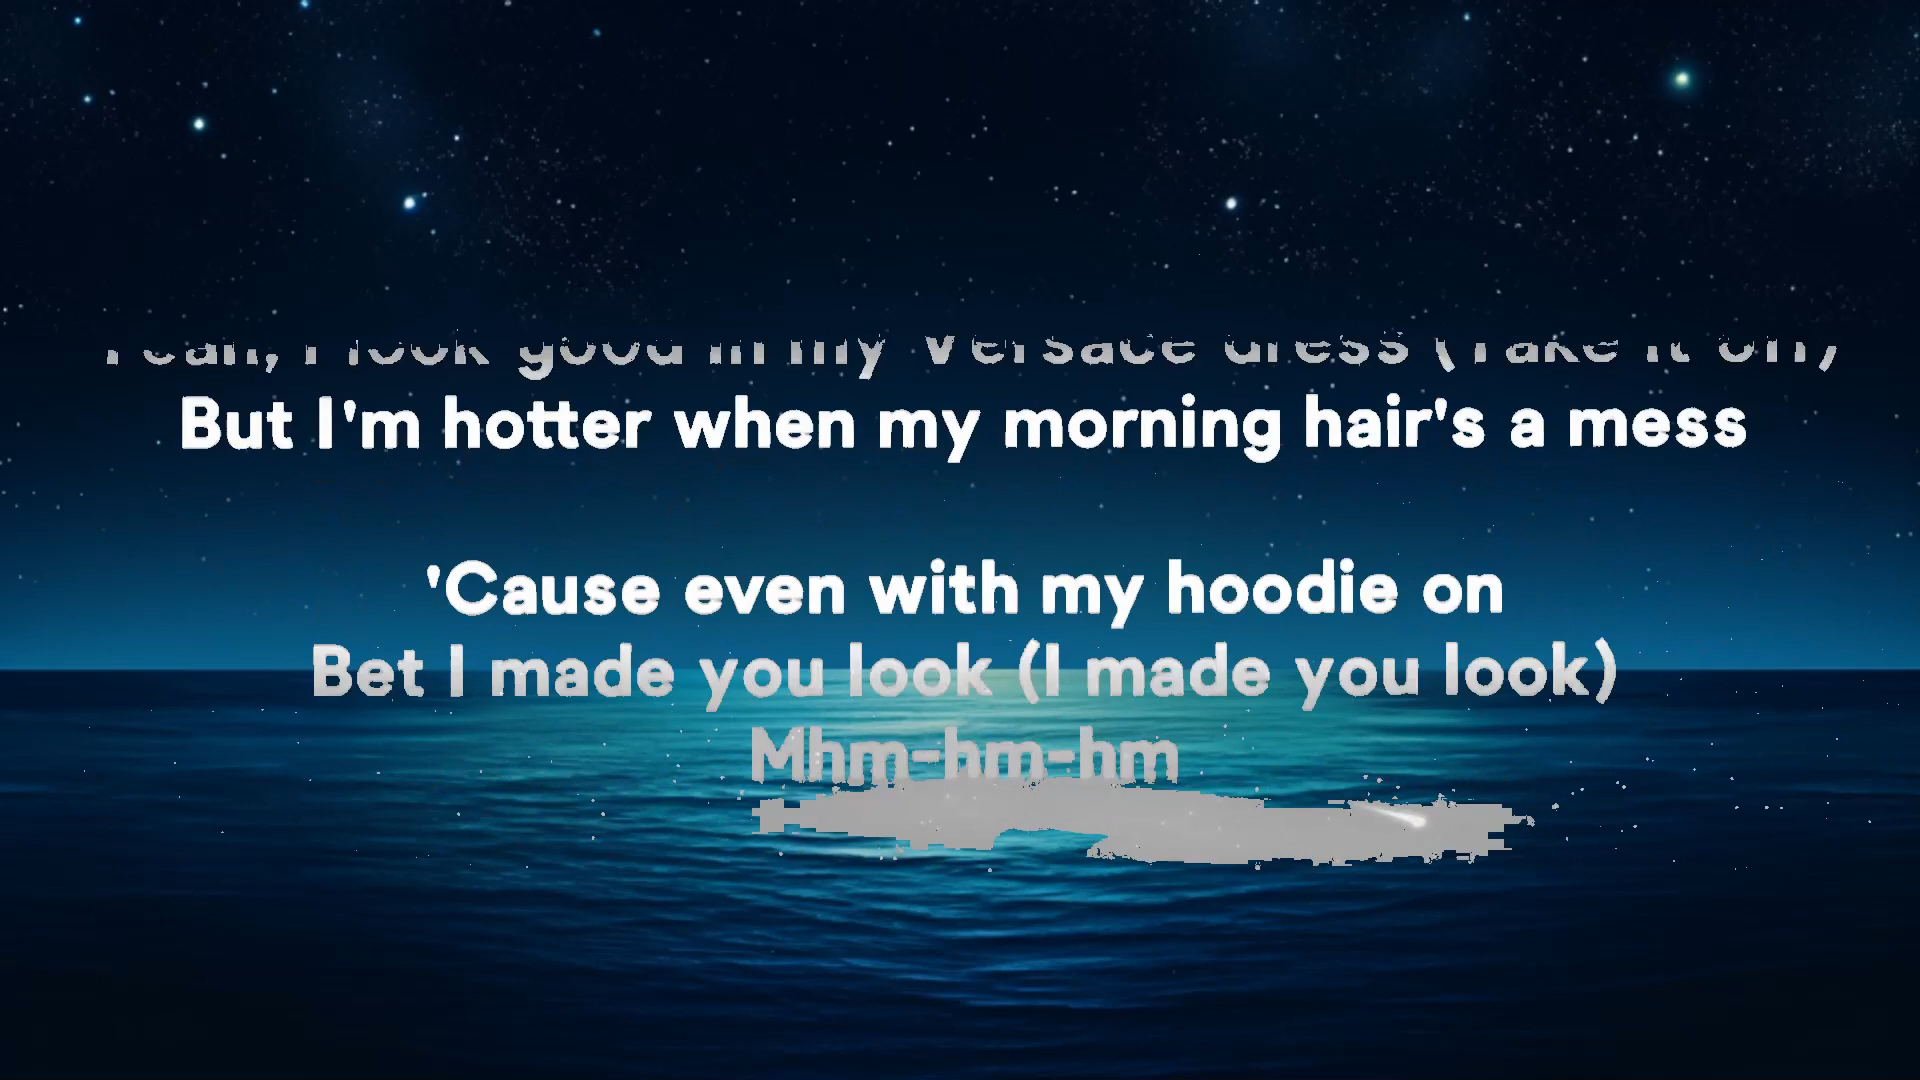 Yeah, I look good in my Versace dress (Take it off)
But I'm hotter when my morning hair's a mess
'Cause even with my hoodie on
Bet I made you look (I made you look)
Mhm-hm-hm